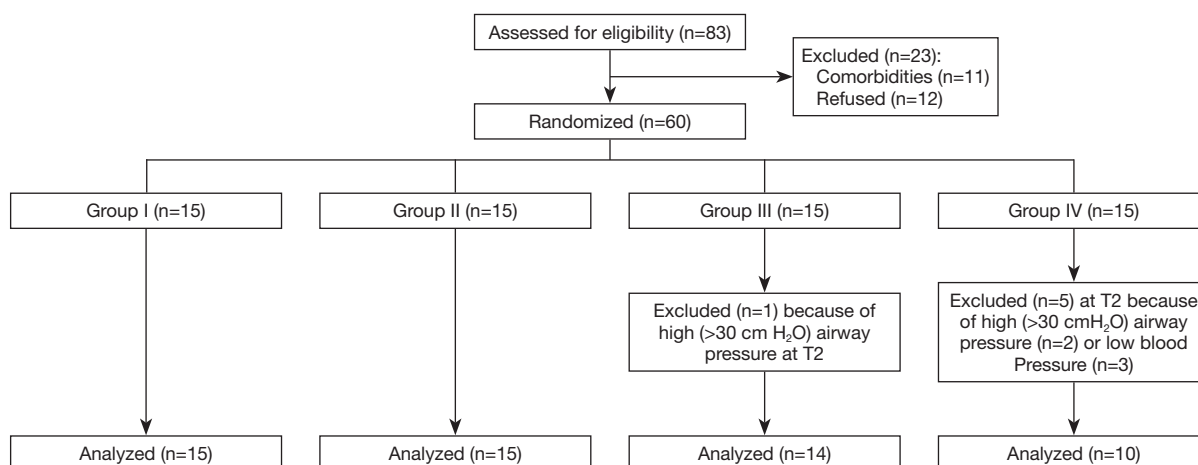 Assessed for eligibility (n=83)
Excluded (n=23):
Comorbidities (n=11)
Refused (n=12)
Randomized (n=60)
Group I (n=15)
Group II (n=15)
Group III (n=15)
Group IV (n=15)
Excluded (n=1) because of
high (>30 cm H₂O) airway
pressure at T2
Excluded (n=5) at T2 because
of high (>30 cmH₂O) airway
pressure (n=2) or low blood
Pressure (n=3)
Analyzed (n=15)
Analyzed (n=15)
Analyzed (n=14)
Analyzed (n=10)